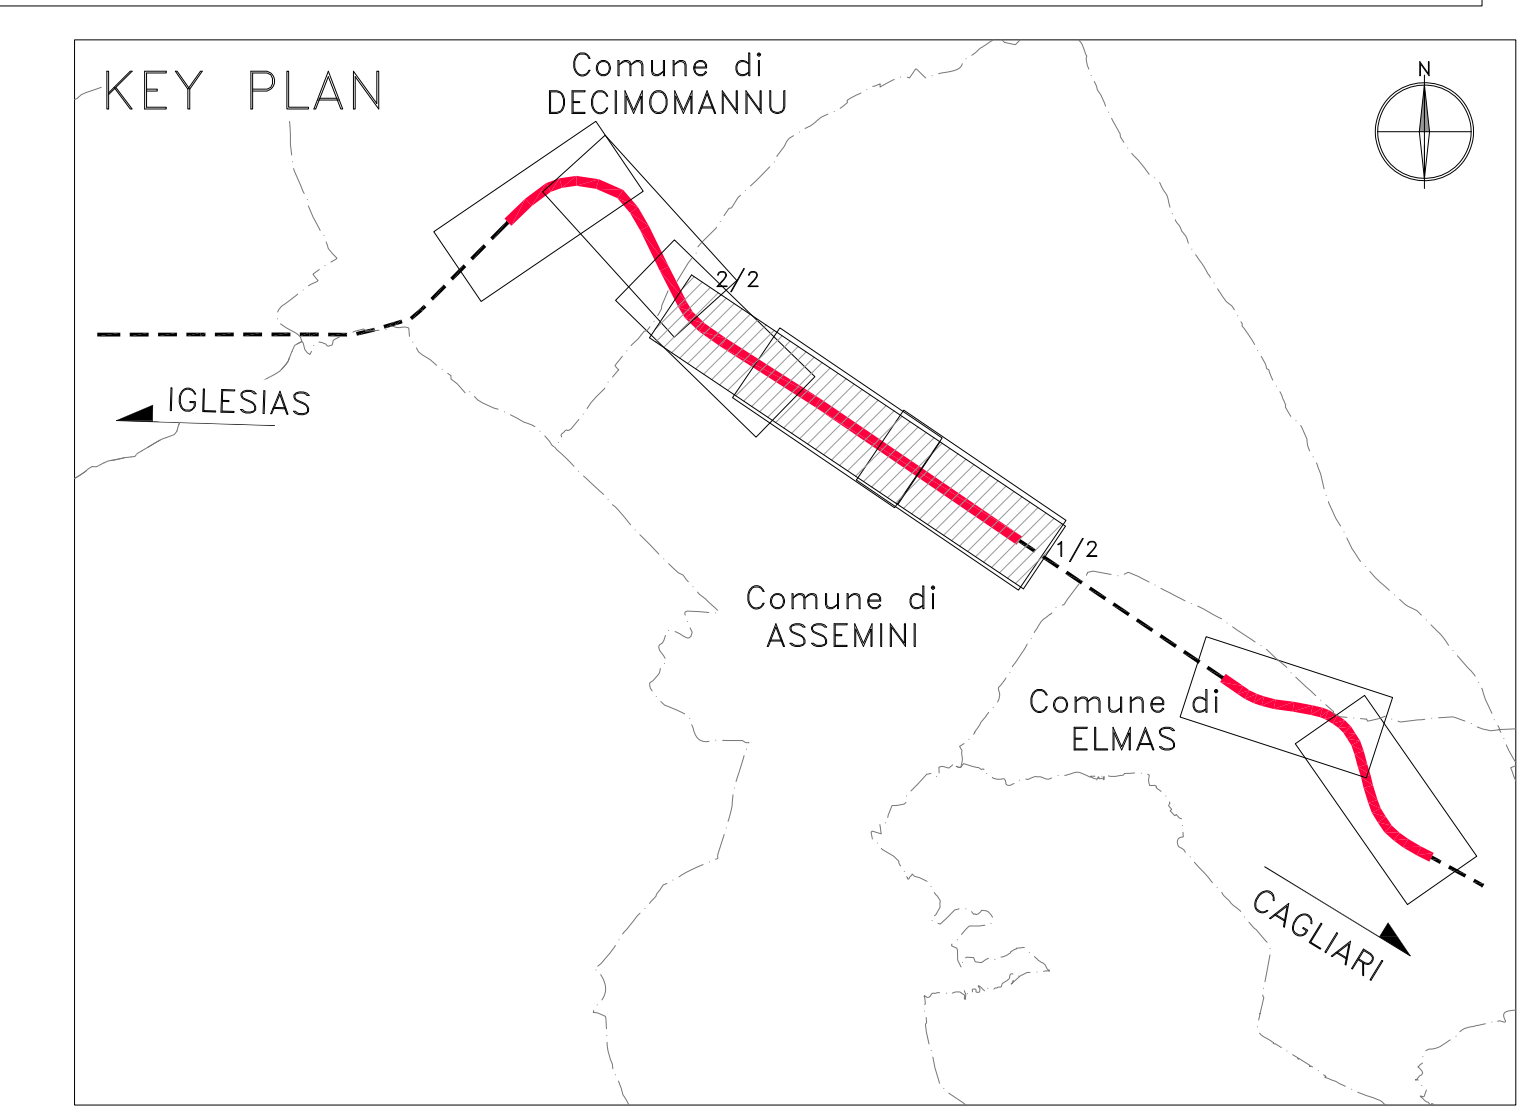 KEY PLAN
Comune di
DECIMOMANNU
N
2/2
IGLESIAS
1/2
Comune di
ASSEMINI
Comune di
ELMAS
CAGLIARI